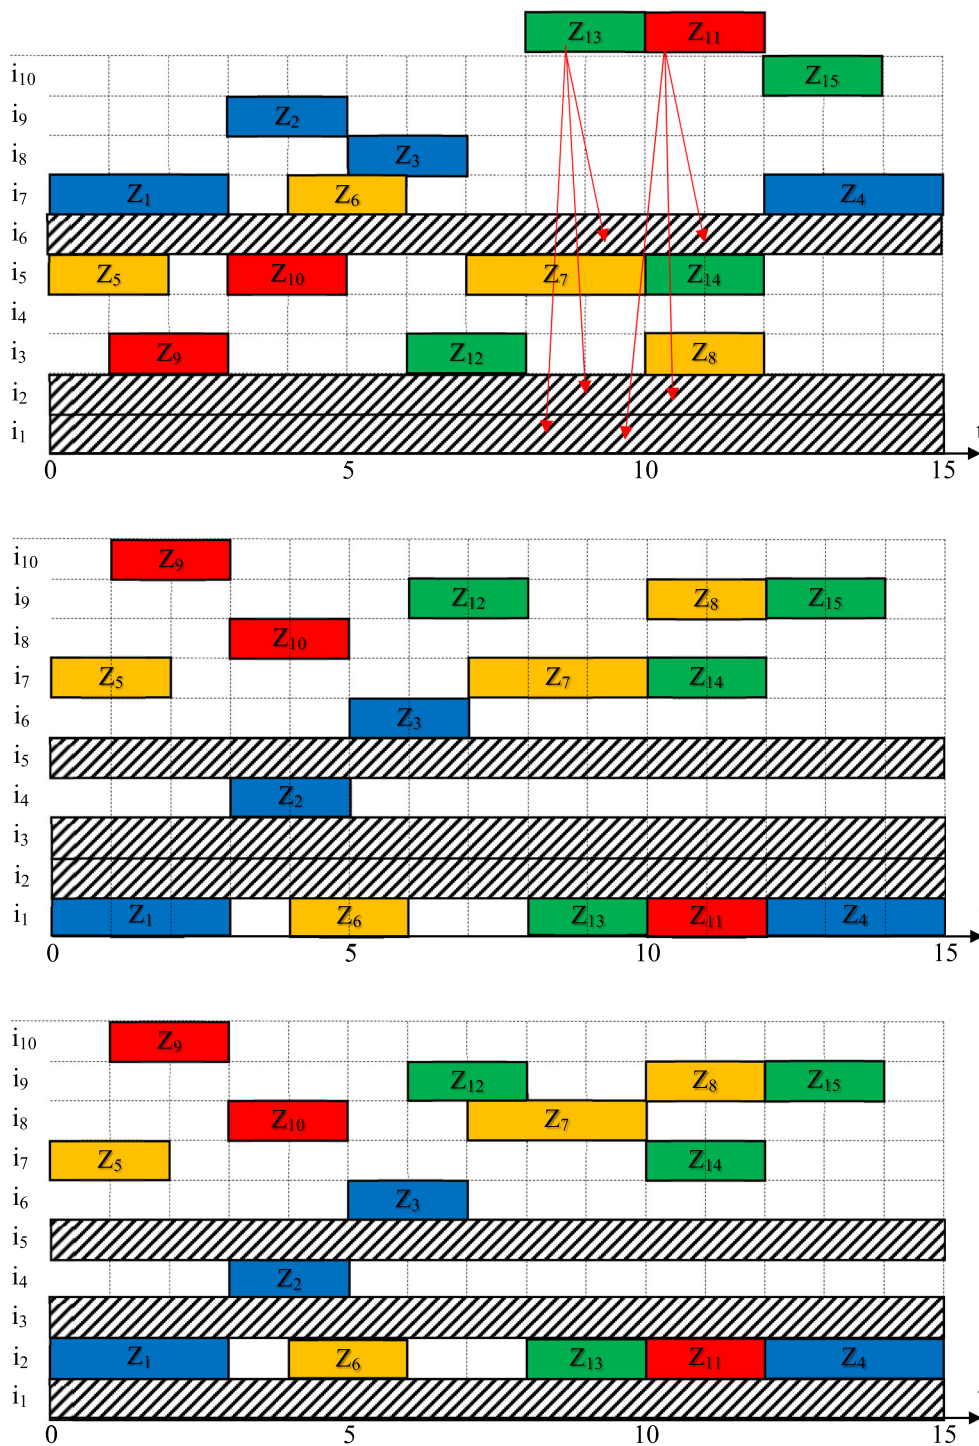 Z13 Z11
i10 Z15
i9 Z2
i8 Z3
i7 Z1 Z6 Z4
i6
i5 Z5 Z10 Z7 Z14
i4
i3 Z9 Z12 Z8
i2
i1
0 5 10 15
i10 Z9
i9 Z12 Z8 Z15
i8 Z10
i7 Z5 Z7 Z14
i6 Z3
i5
i4 Z2
i3
i2
i1 Z1 Z6 Z13 Z11 Z4
0 5 10 15
i10 Z9
i9 Z12 Z8 Z15
i8 Z10 Z7
i7 Z5 Z14
i6 Z3
i5
i4 Z2
i3
i2 Z1 Z6 Z13 Z11 Z4
i1
0 5 10 15